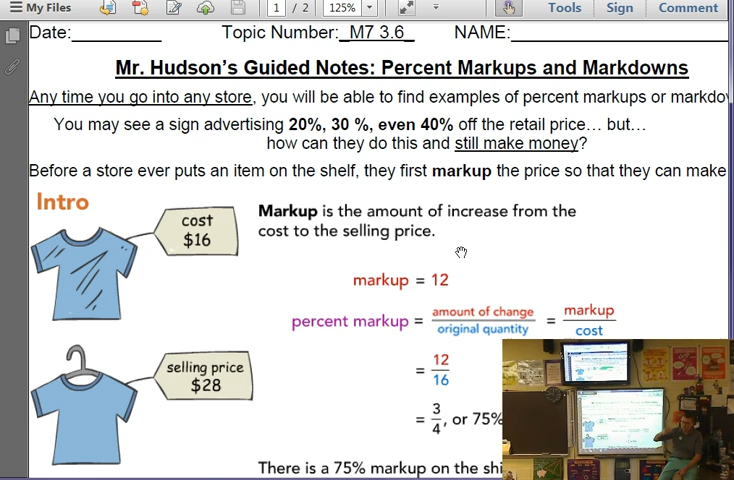 My Files 1 / 2 125% Tools Sign Comment
Date:_________ Topic Number:_M7 3.6_ NAME:
Mr. Hudson's Guided Notes: Percent Markups and Markdowns
Any time you go into any store, you will be able to find examples of percent markups or
You may see a sign advertising 20%, 30 %, even 40% off the retail price… but…
how can they do this and still make money?
Before a store ever puts an item on the shelf, they first markup the price so that they can make
Intro
cost
$16
Markup is the amount of increase from the
cost to the selling price.
markup = 12
percent markup = amount of change / original quantity = markup / cost
= 12 / 16
selling price
$28
= 3 / 4, or 75%
There is a 75% markup on the